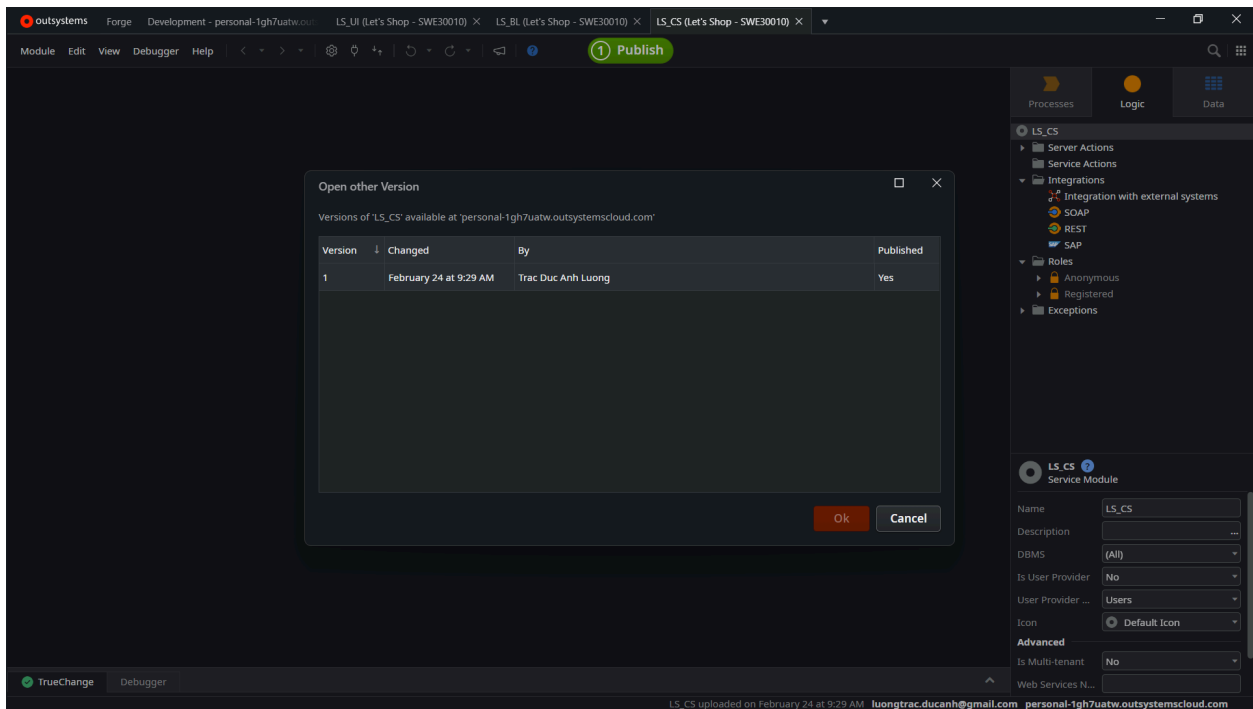 outsystems Forge Development - personal-1gh7uatw.out LS_UI (Let's Shop - SWE30010) LS_BL (Let's Shop - SWE30010) LS_CS (Let's Shop - SWE30010)
Module Edit View Debugger Help 1 Publish
Processes Logic Data
LS_CS
Server Actions
Service Actions
Integrations
Integration with external systems
SOAP
REST
SAP
Roles
Anonymous
Registered
Exceptions
Open other Version
Versions of 'LS_CS' available at 'personal-1gh7uatw.outsystemscloud.com'
Version Changed By Published
1 February 24 at 9:29 AM Trac Duc Anh Luong Yes
Ok Cancel
LS_CS ?
Service Module
Name LS_CS
Description ...
DBMS (All)
Is User Provider No
User Provider ... Users
Icon Default Icon
Advanced
Is Multi-tenant No
Web Services N...
TrueChange Debugger
LS_CS uploaded on February 24 at 9:29 AM luongtrac.ducanh@gmail.com personal-1gh7uatw.outsystemscloud.com